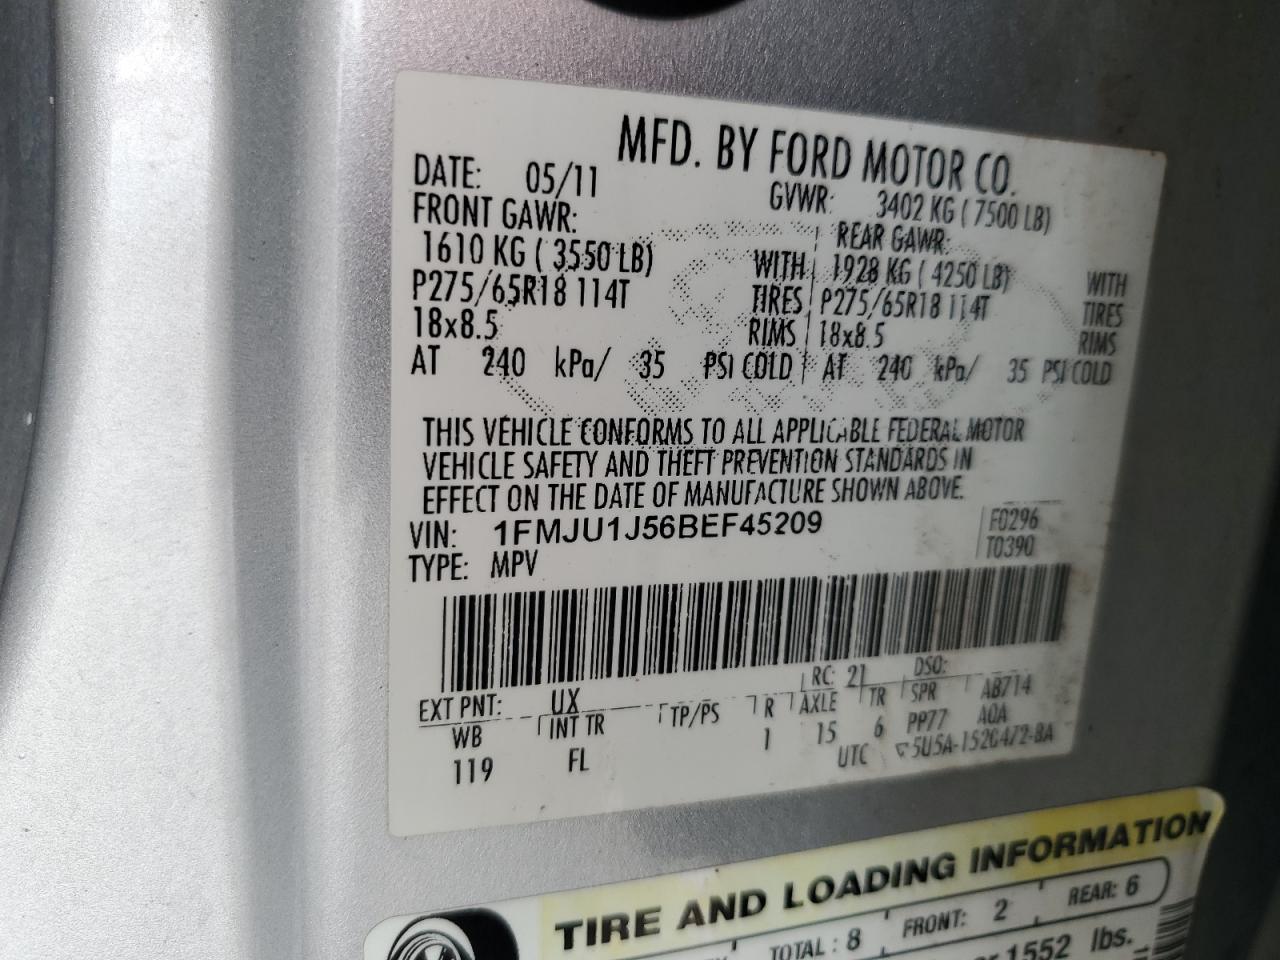 MFD. BY FORD MOTOR CO.
DATE: 05/11 GVWR: 3402 KG ( 7500 LB)
FRONT GAWR: REAR GAWR:
1610 KG ( 3550 LB) WITH 1928 KG ( 4250 LB) WITH
P275/65R18 114T TIRES P275/65R18 114T TIRES
18x8.5 RIMS 18x8.5 RIMS
AT 240 kPa/ 35 PSI COLD AT 240 kPa/ 35 PSI COLD
THIS VEHICLE CONFORMS TO ALL APPLICABLE FEDERAL MOTOR
VEHICLE SAFETY AND THEFT PREVENTION STANDARDS IN
EFFECT ON THE DATE OF MANUFACTURE SHOWN ABOVE.
VIN: 1FMJU1J56BEF45209 F0296
TYPE: MPV T0390
EXT PNT: UX RC: 21 DSO:
WB INT TR TP/PS R AXLE TR SPR AB714
119 FL 1 15 6 PP77 AOA
UTC 5U5A-1520472-BA
TIRE AND LOADING INFORMATION
TOTAL : 8 FRONT: 2 REAR: 6
1552 lbs.